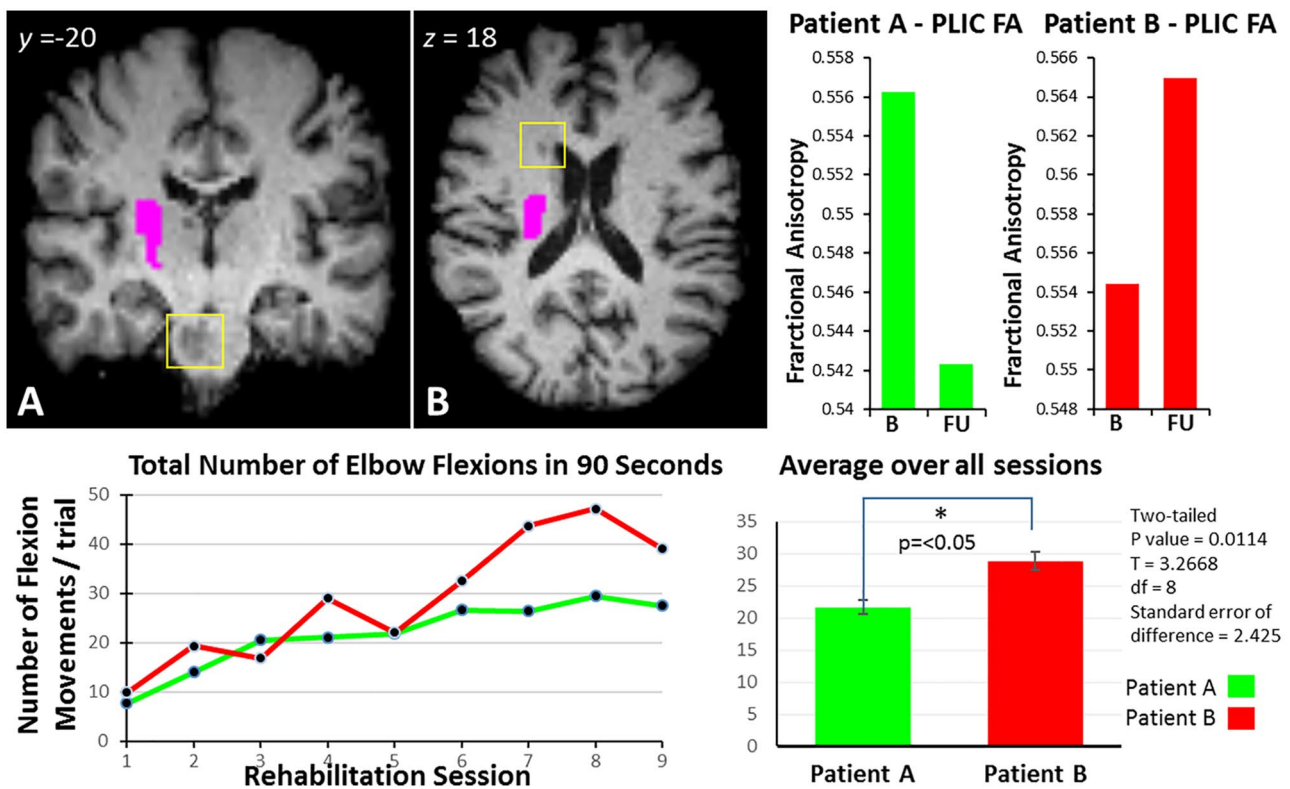 y =-20
A
z = 18
B
Patient A - PLIC FA
Frarctional Anisotropy
0.558
0.556
0.554
0.552
0.55
0.548
0.546
0.544
0.542
0.54
B FU
Patient B - PLIC FA
Frarctional Anisotropy
0.566
0.564
0.562
0.56
0.556
0.554
0.552
0.55
0.548
B FU
Total Number of Elbow Flexions in 90 Seconds
Number of Flexion
Movements / trial
50
40
30
20
10
0
1 2 3 4 5 6 7 8 9
Rehabilitation Session
Average over all sessions
35
30
25
20
15
10
5
0
*
p=<0.05
Patient A Patient B
Two-tailed
P value = 0.0114
T = 3.2668
df = 8
Standard error of
difference = 2.425
Patient A
Patient B